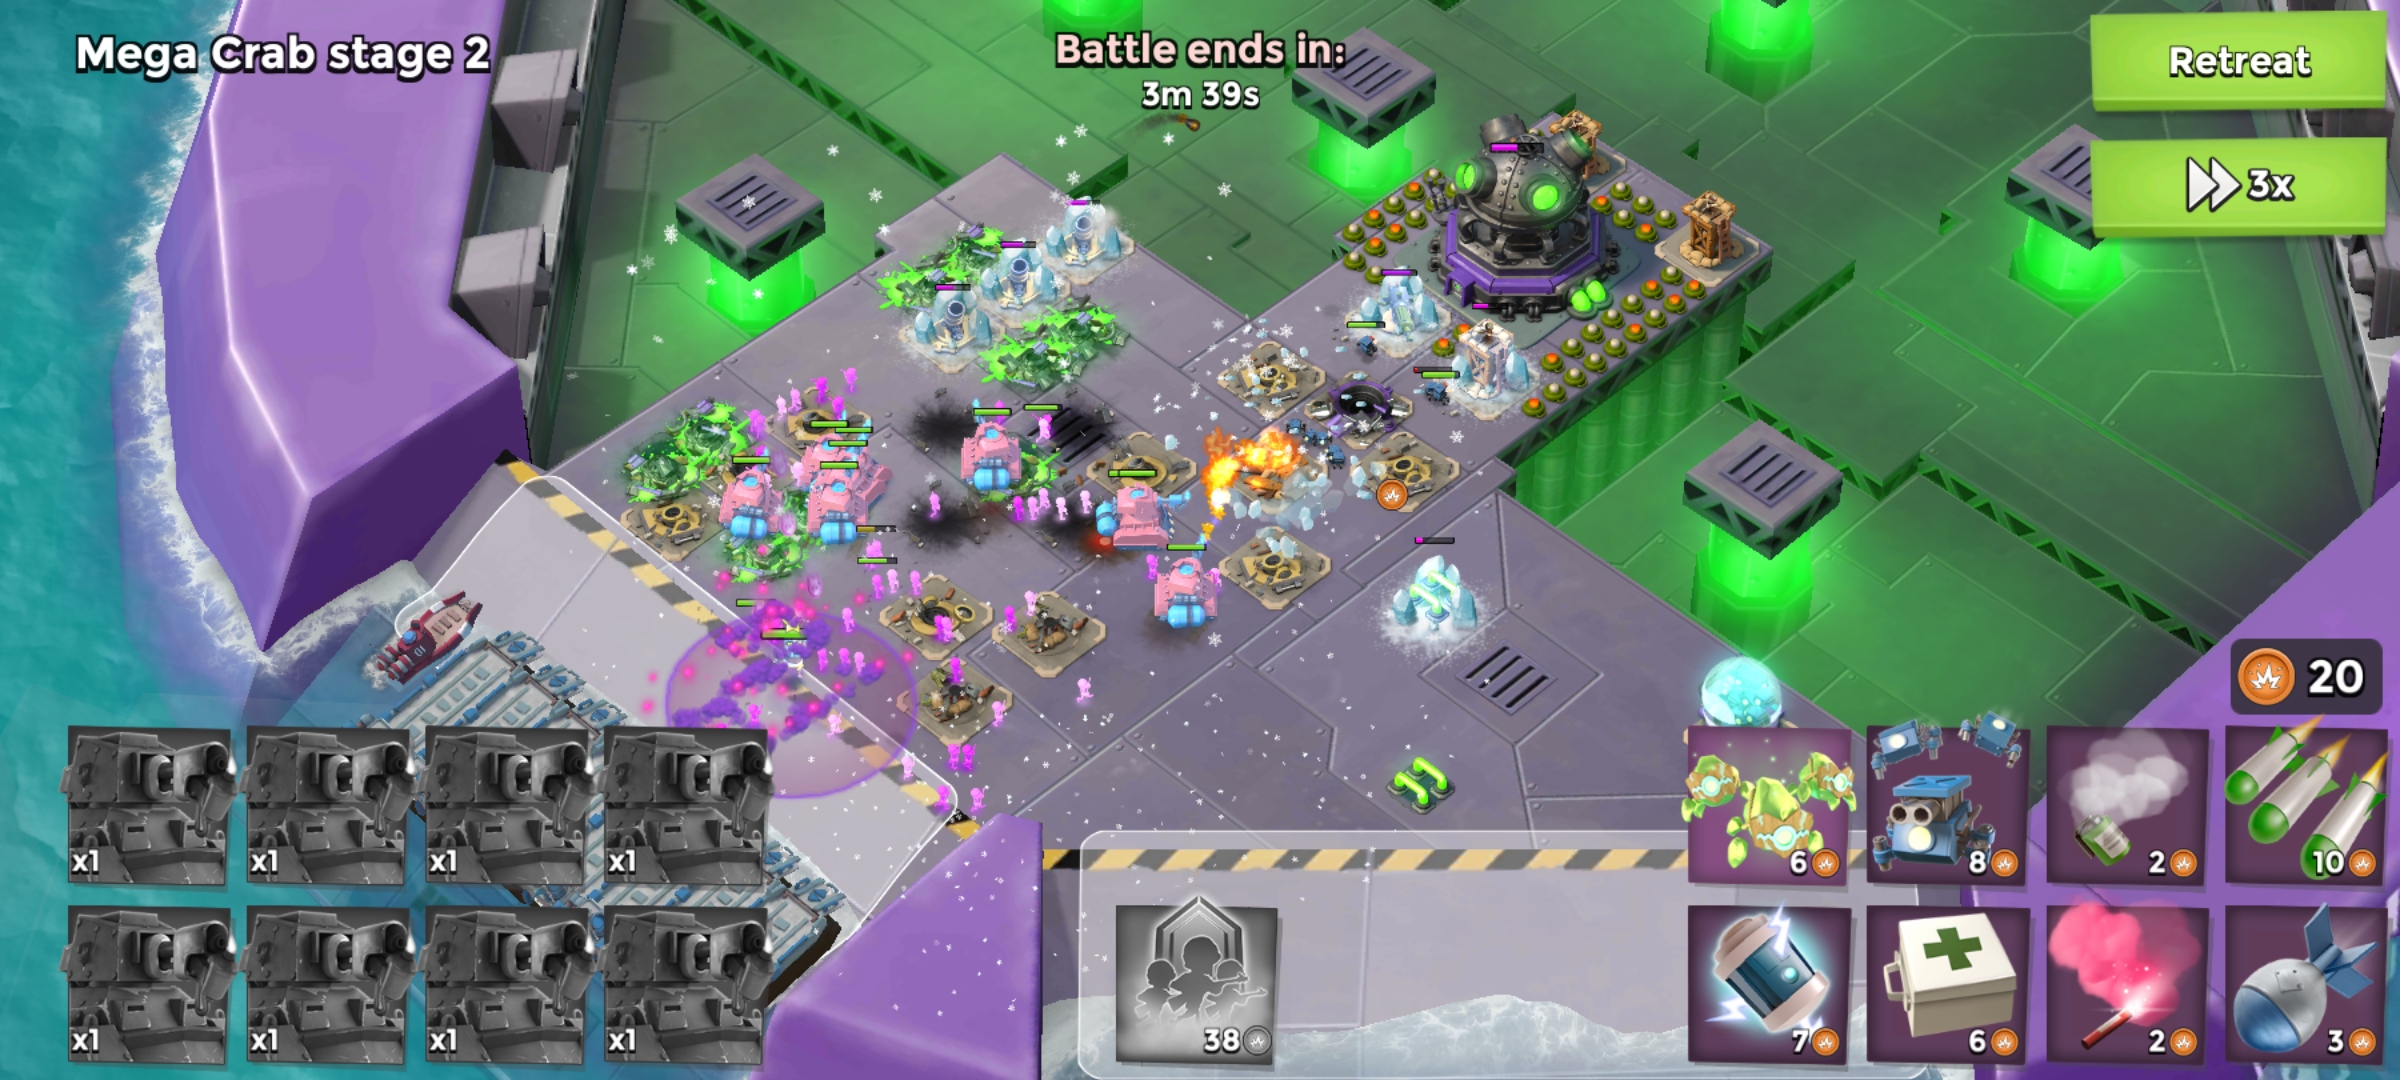 Mega Crab stage 2
Battle ends in:
3m 39s
Retreat
3x
20
x1
x1
x1
x1
6
8
2
10
x1
x1
x1
x1
38
7
6
2
3